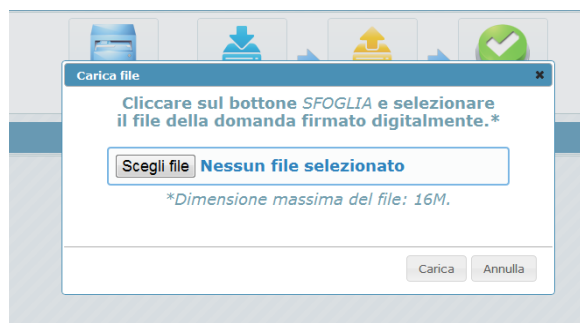 Carica file
Cliccare sul bottone SFOGLIA e selezionare
il file della domanda firmato digitalmente.*
Scegli file Nessun file selezionato
*Dimensione massima del file: 16M.
Carica Annulla